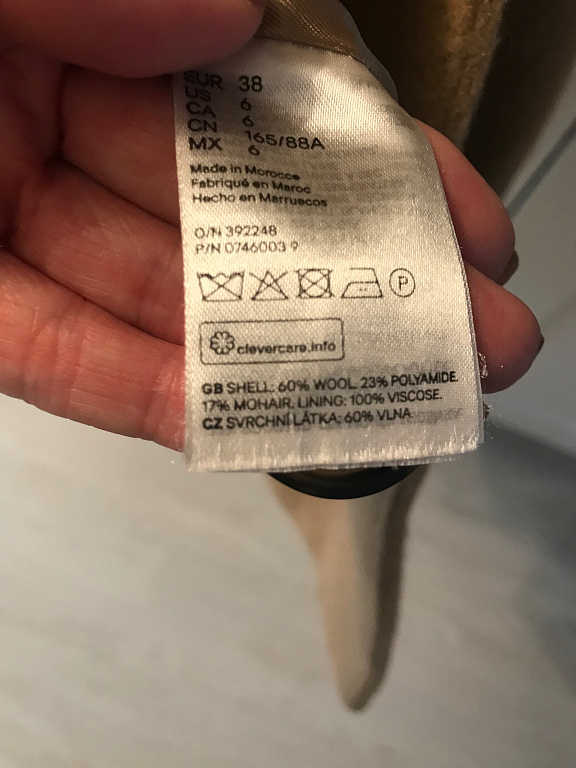 EUR 38
US 6
CA 6
CN 165/88A
MX 6
Made in Morocco
Fabriqué en Maroc
Hecho en Marruecos
O/N 392248
P/N 0746003 9
P
clevercare.info
GB SHELL: 60% WOOL. 23% POLYAMIDE.
17% MOHAIR. LINING: 100% VISCOSE.
CZ SVRCHNÍ LÁTKA: 60% VLNA.